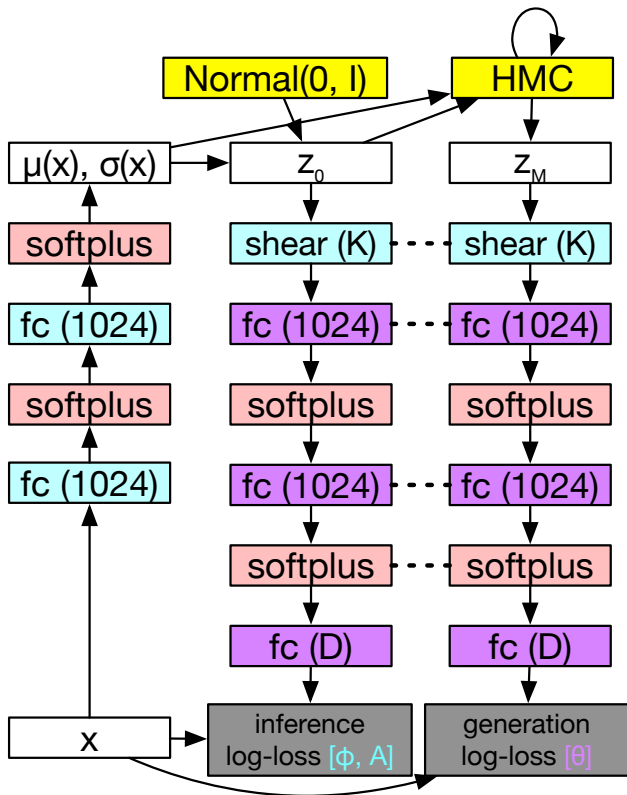 Normal(0, I)
HMC
μ(x), σ(x)
z₀
z_M
softplus
shear (K)
shear (K)
fc (1024)
fc (1024)
fc (1024)
softplus
softplus
softplus
fc (1024)
fc (1024)
fc (1024)
softplus
softplus
fc (D)
fc (D)
x
inference
log-loss [ϕ, A]
generation
log-loss [θ]